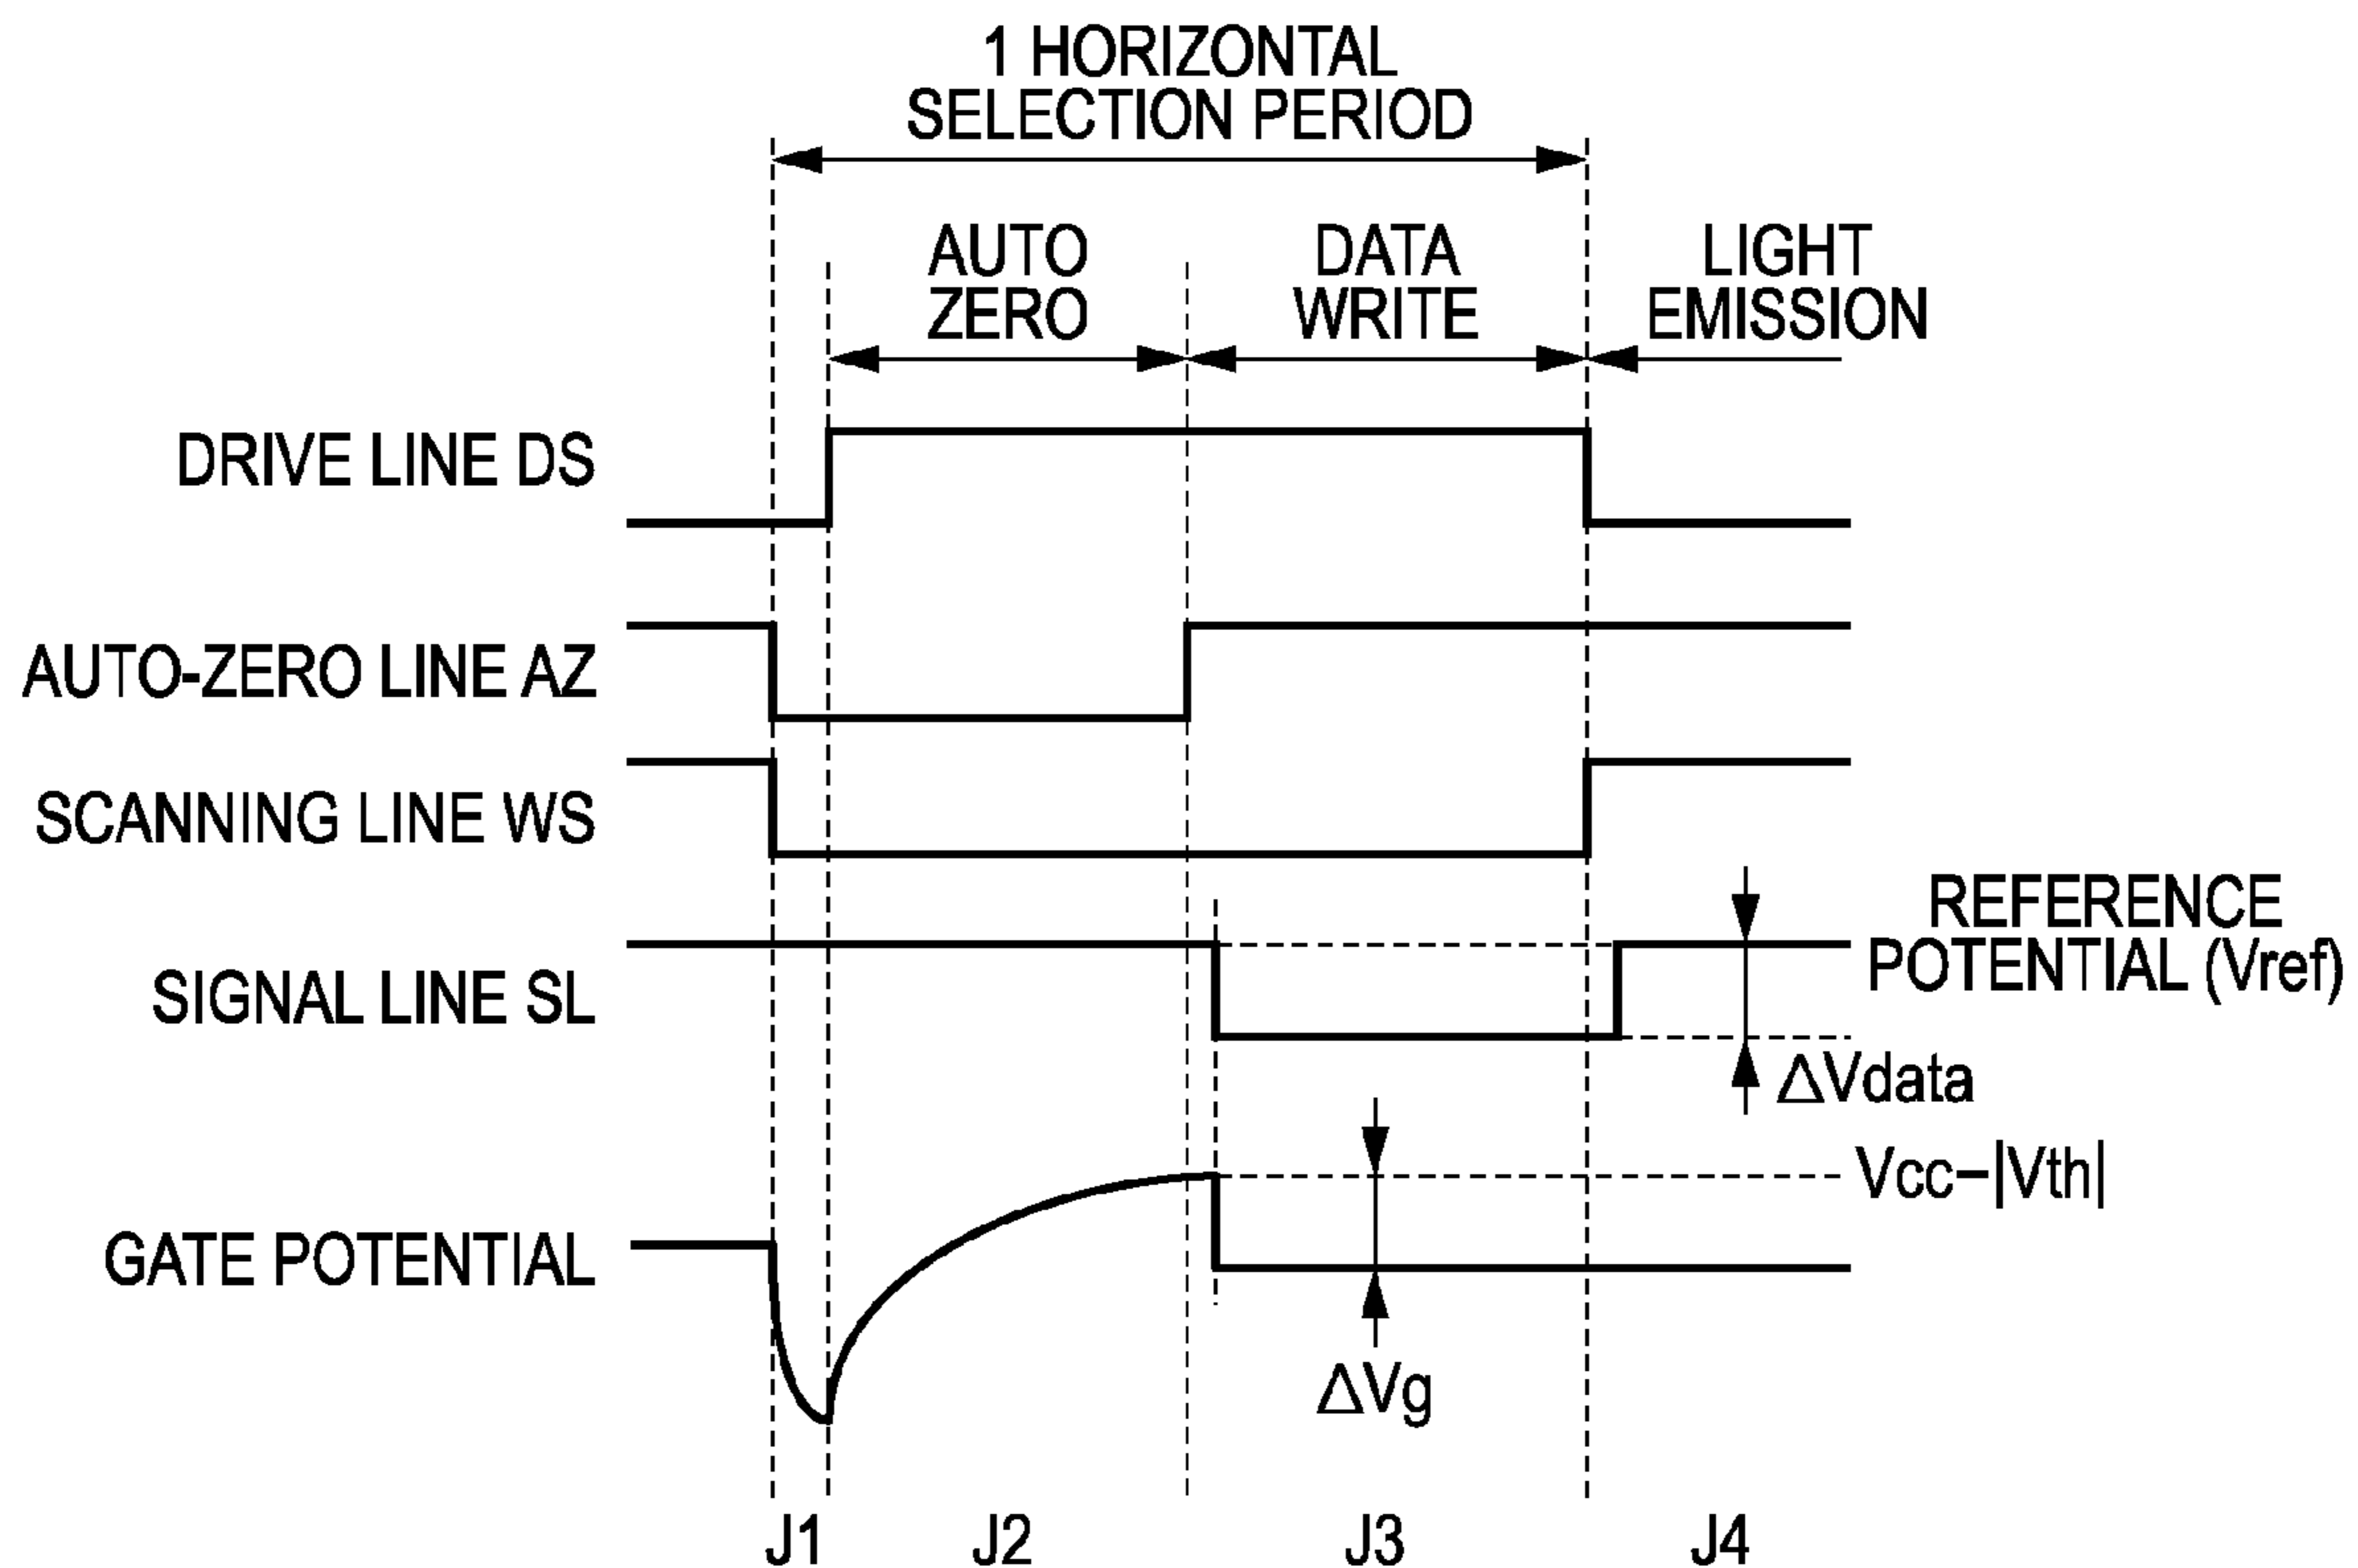 1 HORIZONTAL
SELECTION PERIOD
AUTO
ZERO
DATA
WRITE
LIGHT
EMISSION
DRIVE LINE DS
AUTO-ZERO LINE AZ
SCANNING LINE WS
SIGNAL LINE SL
REFERENCE
POTENTIAL (Vref)
ΔVdata
GATE POTENTIAL
Vcc−|Vth|
ΔVg
J1
J2
J3
J4